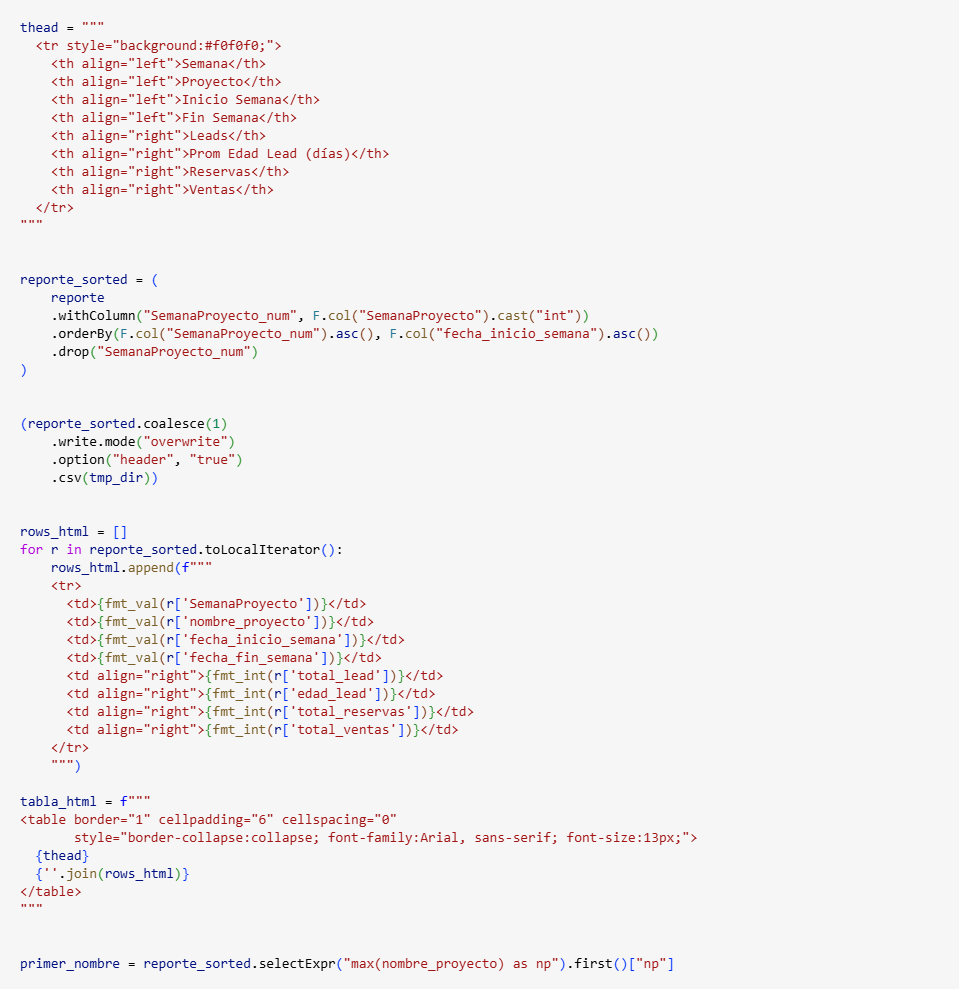 thead = """
  <tr style="background:#f0f0f0;">
    <th align="left">Semana</th>
    <th align="left">Proyecto</th>
    <th align="left">Inicio Semana</th>
    <th align="left">Fin Semana</th>
    <th align="right">Leads</th>
    <th align="right">Prom Edad Lead (días)</th>
    <th align="right">Reservas</th>
    <th align="right">Ventas</th>
  </tr>
"""
reporte_sorted = (
    reporte
    .withColumn("SemanaProyecto_num", F.col("SemanaProyecto").cast("int"))
    .orderBy(F.col("SemanaProyecto_num").asc(), F.col("fecha_inicio_semana").asc())
    .drop("SemanaProyecto_num")
)
(reporte_sorted.coalesce(1)
    .write.mode("overwrite")
    .option("header", "true")
    .csv(tmp_dir))
rows_html = []
for r in reporte_sorted.toLocalIterator():
    rows_html.append(f"""
    <tr>
      <td>{fmt_val(r['SemanaProyecto'])}</td>
      <td>{fmt_val(r['nombre_proyecto'])}</td>
      <td>{fmt_val(r['fecha_inicio_semana'])}</td>
      <td>{fmt_val(r['fecha_fin_semana'])}</td>
      <td align="right">{fmt_int(r['total_lead'])}</td>
      <td align="right">{fmt_int(r['edad_lead'])}</td>
      <td align="right">{fmt_int(r['total_reservas'])}</td>
      <td align="right">{fmt_int(r['total_ventas'])}</td>
    </tr>
    """)
tabla_html = f"""
<table border="1" cellpadding="6" cellspacing="0"
       style="border-collapse:collapse; font-family:Arial, sans-serif; font-size:13px;">
  {thead}
  {''.join(rows_html)}
</table>
"""
primer_nombre = reporte_sorted.selectExpr("max(nombre_proyecto) as np").first()["np"]